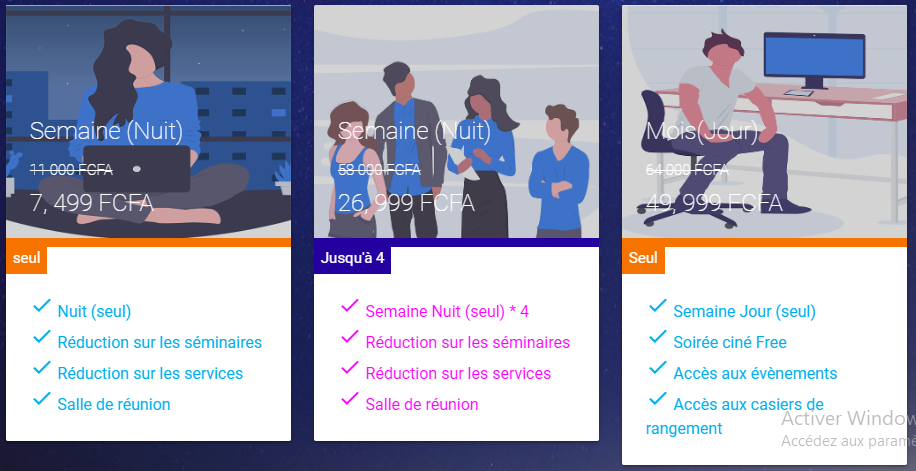 Semaine (Nuit)
11 000 FCFA
7, 499 FCFA
seul
Nuit (seul)
Réduction sur les séminaires
Réduction sur les services
Salle de réunion
Semaine (Nuit)
58 000 FCFA
26, 999 FCFA
Jusqu'à 4
Semaine Nuit (seul) * 4
Réduction sur les séminaires
Réduction sur les services
Salle de réunion
Mois(Jour)
64 000 FCFA
49, 999 FCFA
Seul
Semaine Jour (seul)
Soirée ciné Free
Accès aux évènements
Accès aux casiers de
rangement
Activer Window
Accédez aux paramè